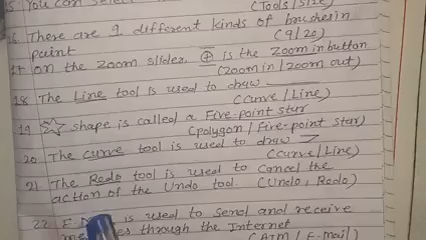 15 You can select
(Tools/Size)
16 There are 9 different kinds of brushes in
paint
(9/20)
17 on the zoom slider, ⊕ is the Zoom in button
(Zoom in / Zoom out)
18 The Line tool is used to draw
(Curve/Line)
19 ☆ shape is called a Five-point star
(Polygon / Five-point star)
20 The curve tool is used to draw
(Curve/Line)
21 The Redo tool is used to Cancel the
action of the Undo tool. (Undo, Redo)
22 is used to Send and receive
through the Internet
(ATM / E-mail)